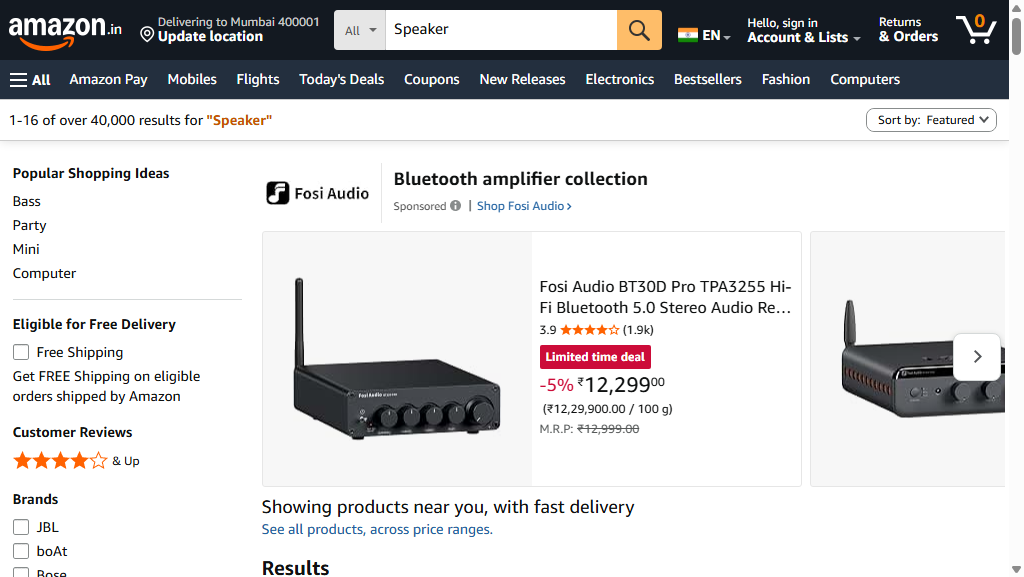 amazon.in
Delivering to Mumbai 400001
Update location
All
Speaker
EN
Hello, sign in
Account & Lists
Returns
& Orders
0
All
Amazon Pay
Mobiles
Flights
Today's Deals
Coupons
New Releases
Electronics
Bestsellers
Fashion
Computers
1-16 of over 40,000 results for "Speaker"
Sort by: Featured
Popular Shopping Ideas
Bass
Party
Mini
Computer
Eligible for Free Delivery
Free Shipping
Get FREE Shipping on eligible
orders shipped by Amazon
Customer Reviews
& Up
Brands
JBL
boAt
Bose
Fosi Audio
Bluetooth amplifier collection
Sponsored | Shop Fosi Audio
Fosi Audio
Fosi Audio BT30D Pro TPA3255 Hi-
Fi Bluetooth 5.0 Stereo Audio Re…
3.9 (1.9k)
Limited time deal
-5% ₹12,29900
(₹12,29,900.00 / 100 g)
M.R.P: ₹12,999.00
Showing products near you, with fast delivery
See all products, across price ranges.
Results